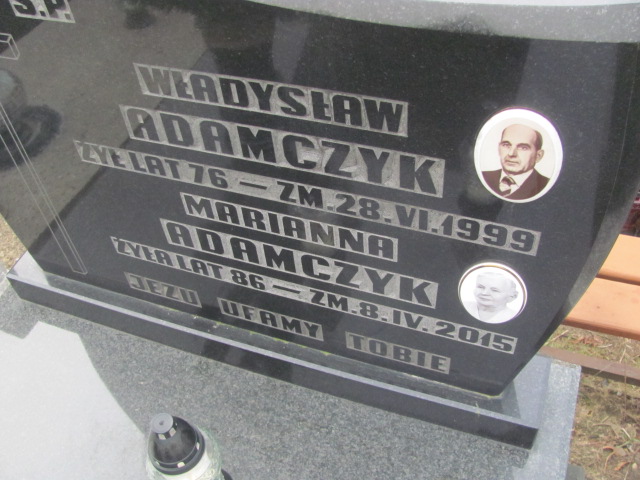 Ś.P.
WŁADYSŁAW
ADAMCZYK
ŻYŁ LAT 76 — ZM. 28. VI. 1999
MARIANNA
ADAMCZYK
ŻYŁA LAT 86 — ZM. 8. IV. 2015
JEZU UFAMY TOBIE